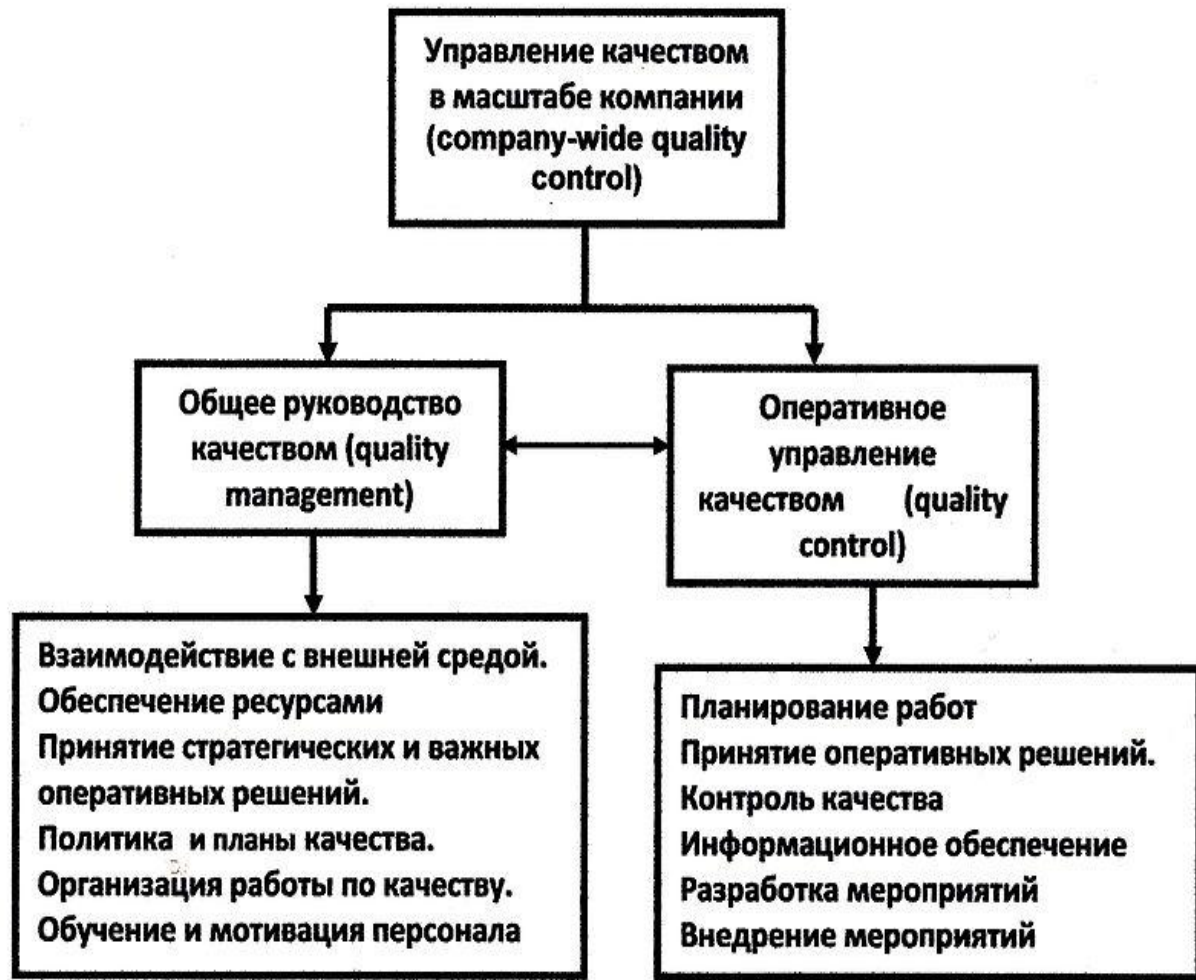 Управление качеством
в масштабе компании
(company-wide quality
control)
Общее руководство
качеством (quality
management)
Оперативное
управление
качеством (quality
control)
Взаимодействие с внешней средой.
Обеспечение ресурсами
Принятие стратегических и важных
оперативных решений.
Политика и планы качества.
Организация работы по качеству.
Обучение и мотивация персонала
Планирование работ
Принятие оперативных решений.
Контроль качества
Информационное обеспечение
Разработка мероприятий
Внедрение мероприятий